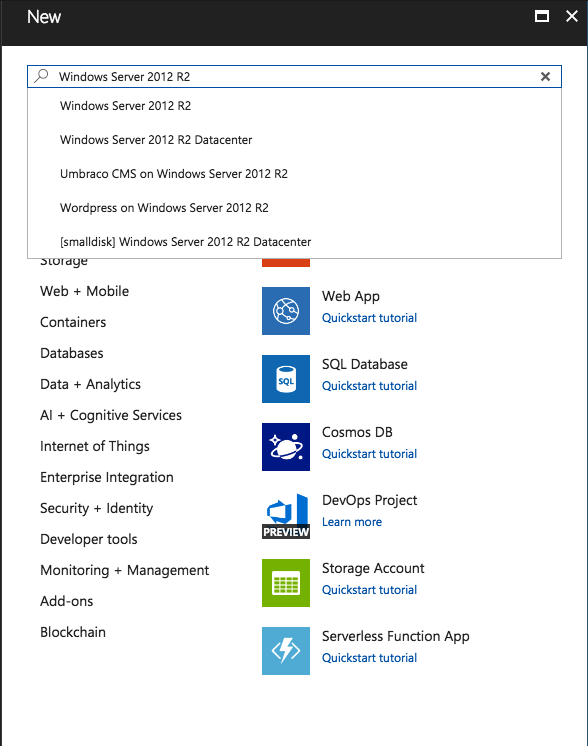 New
Windows Server 2012 R2
Windows Server 2012 R2
Windows Server 2012 R2 Datacenter
Umbraco CMS on Windows Server 2012 R2
Wordpress on Windows Server 2012 R2
[smalldisk] Windows Server 2012 R2 Datacenter
Storage
Web + Mobile
Containers
Databases
Data + Analytics
AI + Cognitive Services
Internet of Things
Enterprise Integration
Security + Identity
Developer tools
Monitoring + Management
Add-ons
Blockchain
Web App
Quickstart tutorial
SQL
SQL Database
Quickstart tutorial
Cosmos DB
Quickstart tutorial
PREVIEW
DevOps Project
Learn more
Storage Account
Quickstart tutorial
Serverless Function App
Quickstart tutorial